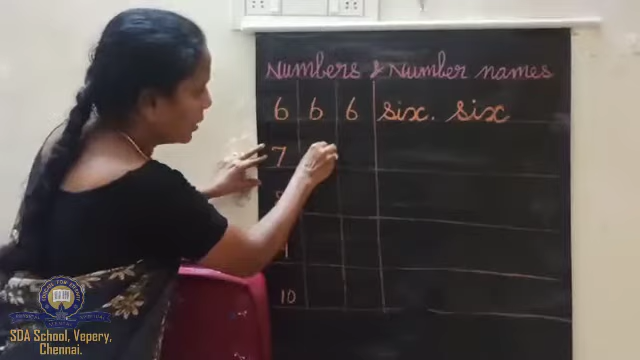 Numbers & Number names
6 6 6 six. six
7
10
SDA School, Vepery,
Chennai.